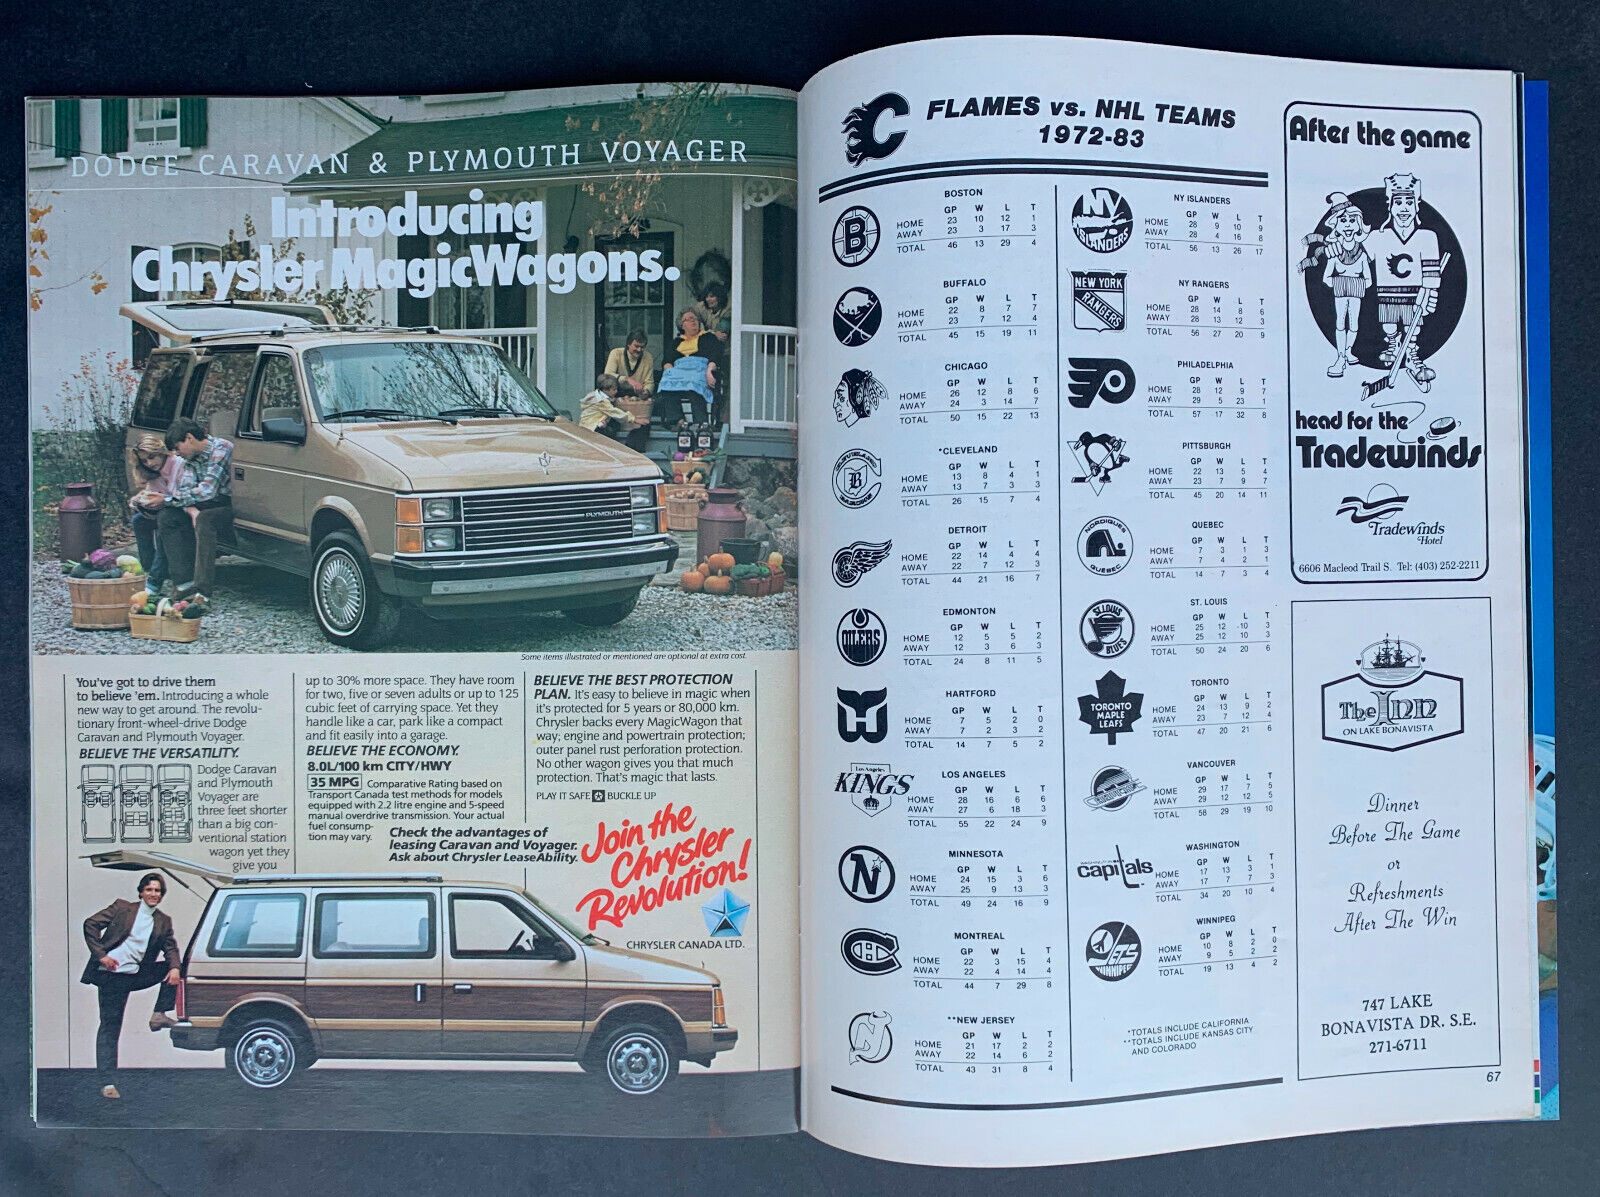 DODGE CARAVAN & PLYMOUTH VOYAGER
Introducing
Chrysler MagicWagons.
PLYMOUTH
Some items illustrated or mentioned are optional at extra cost.
You've got to drive them
to believe 'em. Introducing a whole
new way to get around. The revolu-
tionary front-wheel-drive Dodge
Caravan and Plymouth Voyager.
BELIEVE THE VERSATILITY.
Dodge Caravan
and Plymouth
Voyager are
three feet shorter
than a big con-
ventional station
wagon yet they
give you
up to 30% more space. They have room
for two, five or seven adults or up to 125
cubic feet of carrying space. Yet they
handle like a car, park like a compact
and fit easily into a garage.
BELIEVE THE ECONOMY.
8.0L/100 km CITY/HWY
35 MPG Comparative Rating based on
Transport Canada test methods for models
equipped with 2.2 litre engine and 5-speed
manual overdrive transmission. Your actual
fuel consump-
tion may vary.
Check the advantages of
leasing Caravan and Voyager.
Ask about Chrysler LeaseAbility.
BELIEVE THE BEST PROTECTION
PLAN. It's easy to believe in magic when
it's protected for 5 years or 80,000 km.
Chrysler backs every MagicWagon that
way; engine and powertrain protection;
outer panel rust perforation protection.
No other wagon gives you that much
protection. That's magic that lasts.
PLAY IT SAFE BUCKLE UP
Join the
Chrysler
Revolution!
CHRYSLER CANADA LTD.
C
FLAMES vs. NHL TEAMS
1972-83
B
BOSTON
GP W L T
HOME 23 10 12 1
AWAY 23 3 17 3
TOTAL 46 13 29 4
BUFFALO
GP W L T
HOME 22 8 7 7
AWAY 23 7 12 4
TOTAL 45 15 19 11
CHICAGO
GP W L T
HOME 26 12 8 6
AWAY 24 3 14 7
TOTAL 50 15 22 13
*CLEVELAND
GP W L T
HOME 13 8 4 1
AWAY 13 7 3 3
TOTAL 26 15 7 4
DETROIT
GP W L T
HOME 22 14 4 4
AWAY 22 7 12 3
TOTAL 44 21 16 7
OILERS
EDMONTON
GP W L T
HOME 12 5 5 2
AWAY 12 3 6 3
TOTAL 24 8 11 5
HARTFORD
GP W L T
HOME 7 5 2 0
AWAY 7 2 3 2
TOTAL 14 7 5 2
Los Angeles
KINGS
LOS ANGELES
GP W L T
HOME 28 16 6 6
AWAY 27 6 18 3
TOTAL 55 22 24 9
N
MINNESOTA
GP W L T
HOME 24 15 3 6
AWAY 25 9 13 3
TOTAL 49 24 16 9
MONTREAL
GP W L T
HOME 22 3 15 4
AWAY 22 4 14 4
TOTAL 44 7 29 8
**NEW JERSEY
GP W L T
HOME 21 17 2 2
AWAY 22 14 6 2
TOTAL 43 31 8 4
NY
ISLANDERS
NY ISLANDERS
GP W L T
HOME 28 9 10 9
AWAY 28 4 16 8
TOTAL 56 13 26 17
NEW YORK
RANGERS
NY RANGERS
GP W L T
HOME 28 14 8 6
AWAY 28 13 12 3
TOTAL 56 27 20 9
PHILADELPHIA
GP W L T
HOME 28 12 9 7
AWAY 29 5 23 1
TOTAL 57 17 32 8
PITTSBURGH
GP W L T
HOME 22 13 5 4
AWAY 23 7 9 7
TOTAL 45 20 14 11
NORDIQUES
QUEBEC
QUEBEC
GP W L T
HOME 7 3 1 3
AWAY 7 4 2 1
TOTAL 14 7 3 4
ST. LOUIS
BLUES
ST. LOUIS
GP W L T
HOME 25 12 10 3
AWAY 25 12 10 3
TOTAL 50 24 20 6
TORONTO
MAPLE
LEAFS
TORONTO
GP W L T
HOME 24 13 9 2
AWAY 23 7 12 4
TOTAL 47 20 21 6
VANCOUVER
GP W L T
HOME 29 17 7 5
AWAY 29 12 12 5
TOTAL 58 29 19 10
capitals
WASHINGTON
GP W L T
HOME 17 13 3 1
AWAY 17 7 7 3
TOTAL 34 20 10 4
JETS
WINNIPEG
WINNIPEG
GP W L T
HOME 10 8 2 0
AWAY 9 5 2 2
TOTAL 19 13 4 2
*TOTALS INCLUDE CALIFORNIA
**TOTALS INCLUDE KANSAS CITY
AND COLORADO
After the game
C
head for the
Tradewinds
Tradewinds
Hotel
6606 Macleod Trail S. Tel: (403) 252-2211
The Inn
ON LAKE BONAVISTA
Dinner
Before The Game
or
Refreshments
After The Win
747 LAKE
BONAVISTA DR. S.E.
271-6711
67